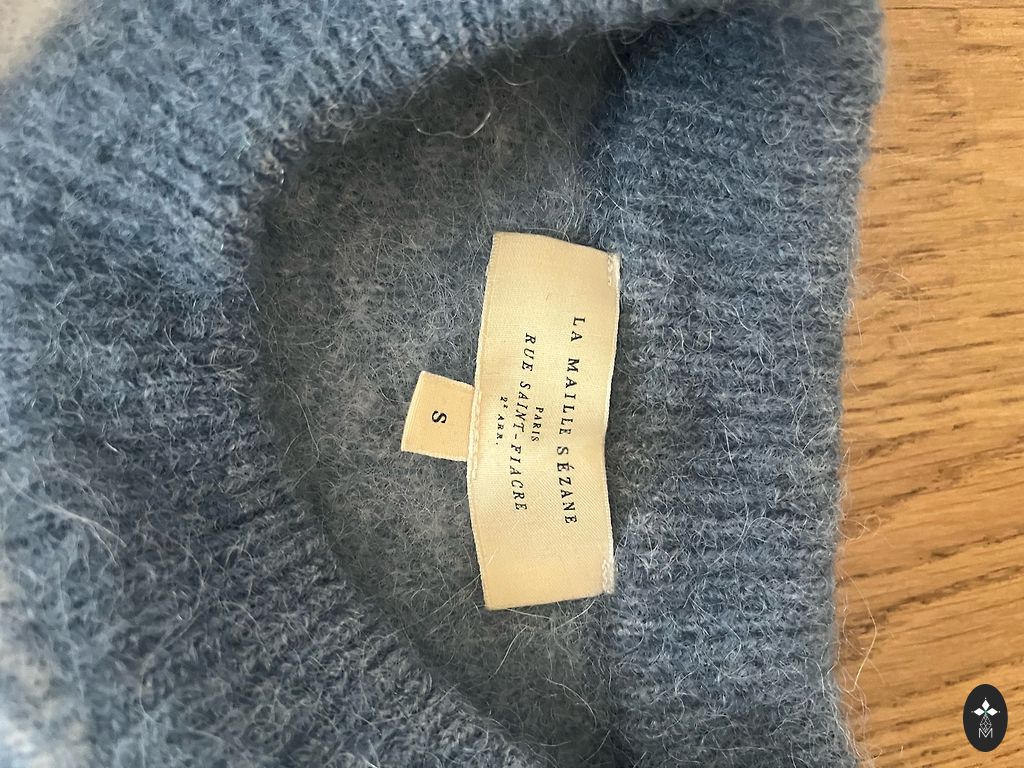 LA MAILLE SÉZANE
PARIS
RUE SAINT-FIACRE
2E ARR.
S
M